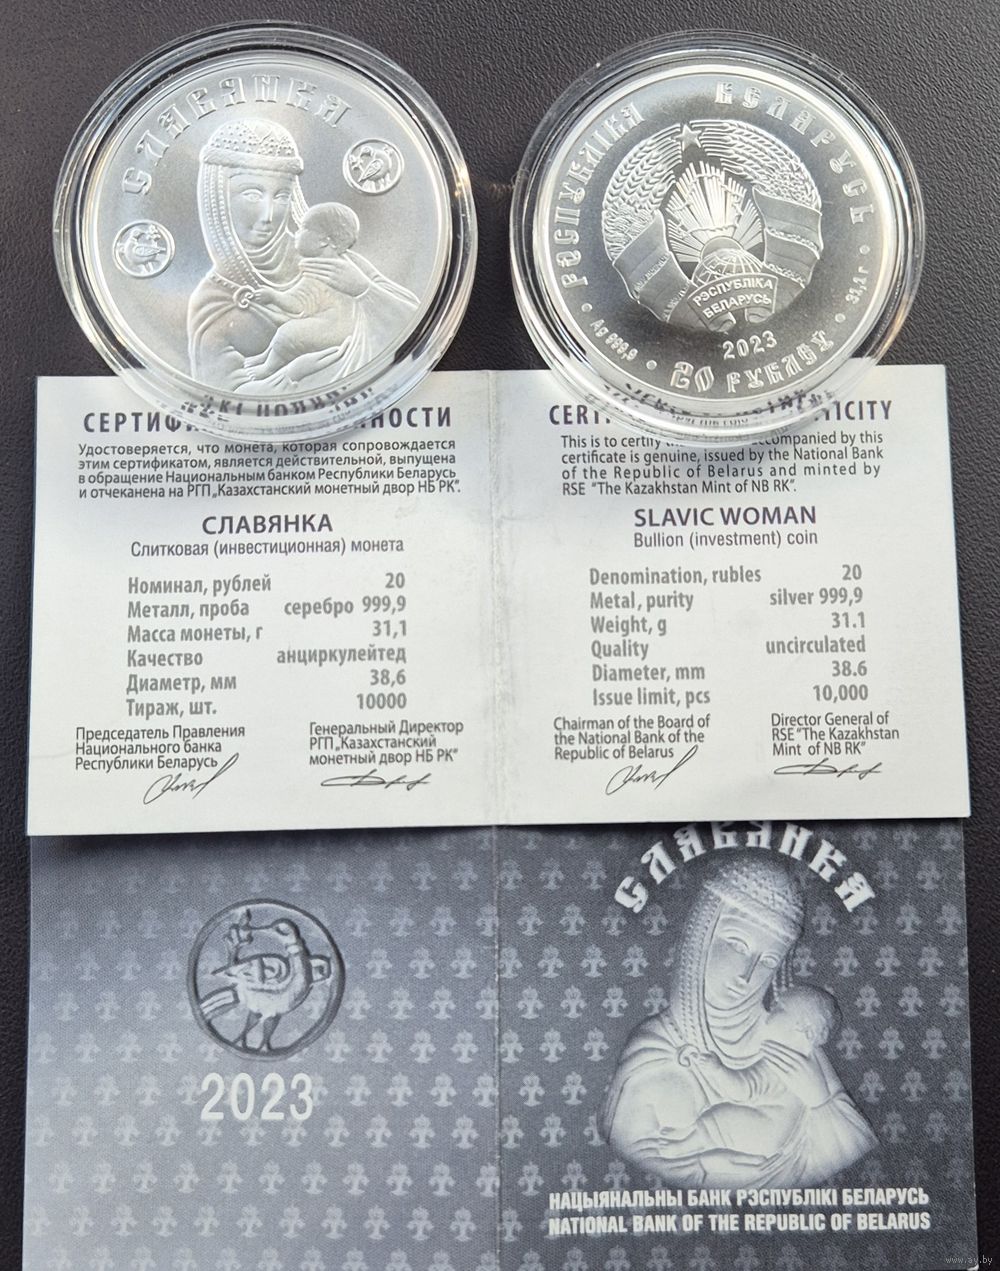 СЛАВЯНКА
РЭСПУБЛІКА БЕЛАРУСЬ
РЭСПУБЛІКА
БЕЛАРУСЬ
2023
Ag 999,9 • 20 РУБЛЁЎ • 31,1 г
НОСТИ
Удостоверяется, что монета, которая сопровождается
этим сертификатом, является действительной, выпущена
в обращение Национальным банком Республики Беларусь
и отчеканена на РГП „Казахстанский монетный двор НБ РК".
СЛАВЯНКА
Слитковая (инвестиционная) монета
Номинал, рублей 20
Металл, проба серебро 999,9
Масса монеты, г 31,1
Качество анциркулейтед
Диаметр, мм 38,6
Тираж, шт. 10000
Председатель Правления
Национального банка
Республики Беларусь
Генеральный Директор
РГП „Казахстанский
монетный двор НБ РК"
This is to certify accompanied by this
certificate is genuine, issued by the National Bank
of the Republic of Belarus and minted by
RSE "The Kazakhstan Mint of NB RK".
SLAVIC WOMAN
Bullion (investment) coin
Denomination, rubles 20
Metal, purity silver 999,9
Weight, g 31.1
Quality uncirculated
Diameter, mm 38.6
Issue limit, pcs 10,000
Chairman of the Board of
the National Bank of the
Republic of Belarus
Director General of
RSE "The Kazakhstan
Mint of NB RK"
2023
СЛАВЯНКА
НАЦЫЯНАЛЬНЫ БАНК РЭСПУБЛІКІ БЕЛАРУСЬ
NATIONAL BANK OF THE REPUBLIC OF BELARUS
www.ay.by